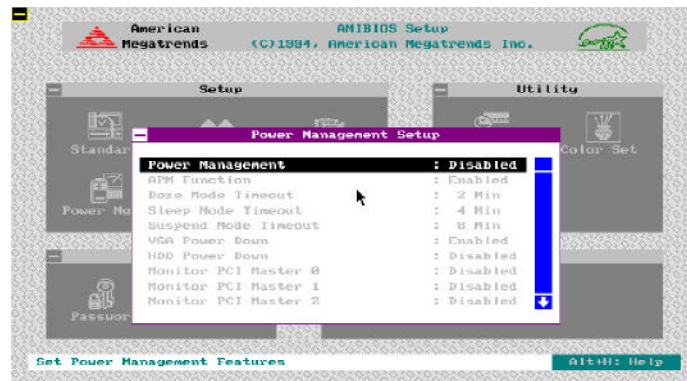 American
Megatrends
AMIBIOS Setup
(C)1994, American Megatrends Inc.
Setup
Utility
Standar
Color Set
Power Ma
Passwor
Power Management Setup
Power Management : Disabled
APM Function : Enabled
Doze Mode Timeout : 2 Min
Sleep Mode Timeout : 4 Min
Suspend Mode Timeout : 8 Min
VGA Power Down : Enabled
HDD Power Down : Disabled
Monitor PCI Master 0 : Disabled
Monitor PCI Master 1 : Disabled
Monitor PCI Master 2 : Disabled
Set Power Management Features
Alt+H: Help